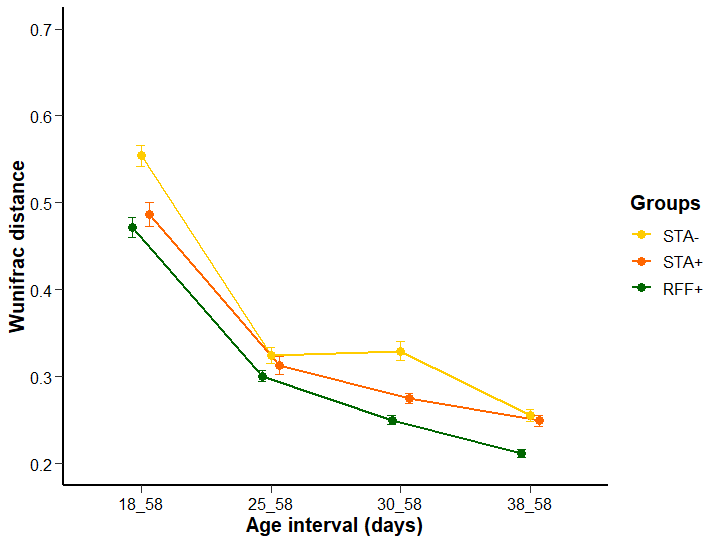 0.7
0.6
0.5
0.4
0.3
0.2
Wunifrac distance
18_58 25_58 30_58 38_58
Age interval (days)
Groups
STA-
STA+
RFF+